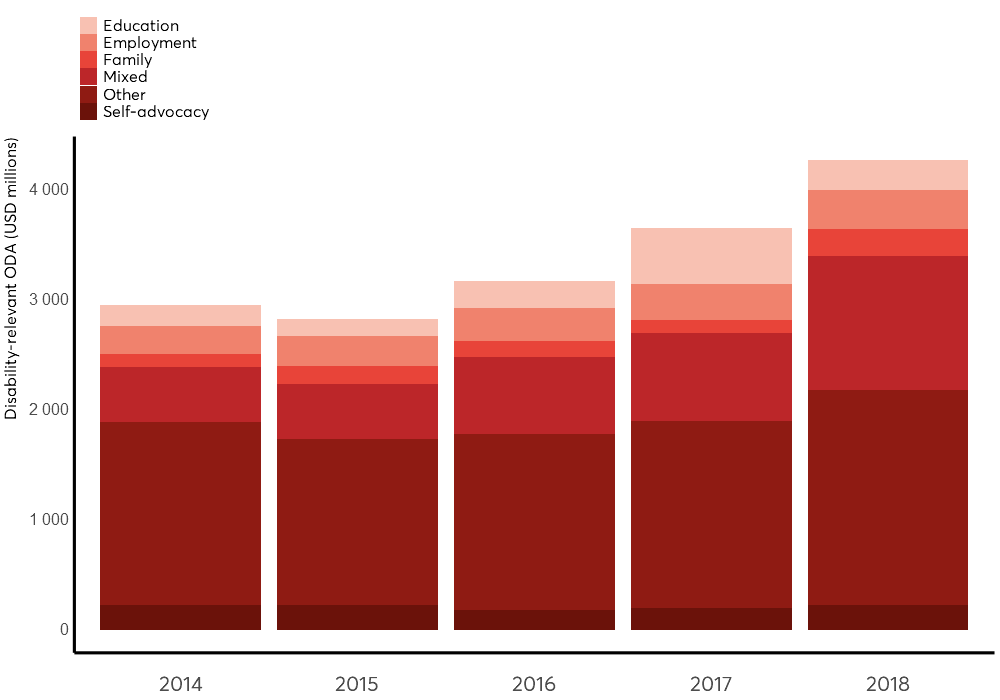 Education
Employment
Family
Mixed
Other
Self-advocacy
Disability-relevant ODA (USD millions)
4 000
3 000
2 000
1 000
0
2014 2015 2016 2017 2018